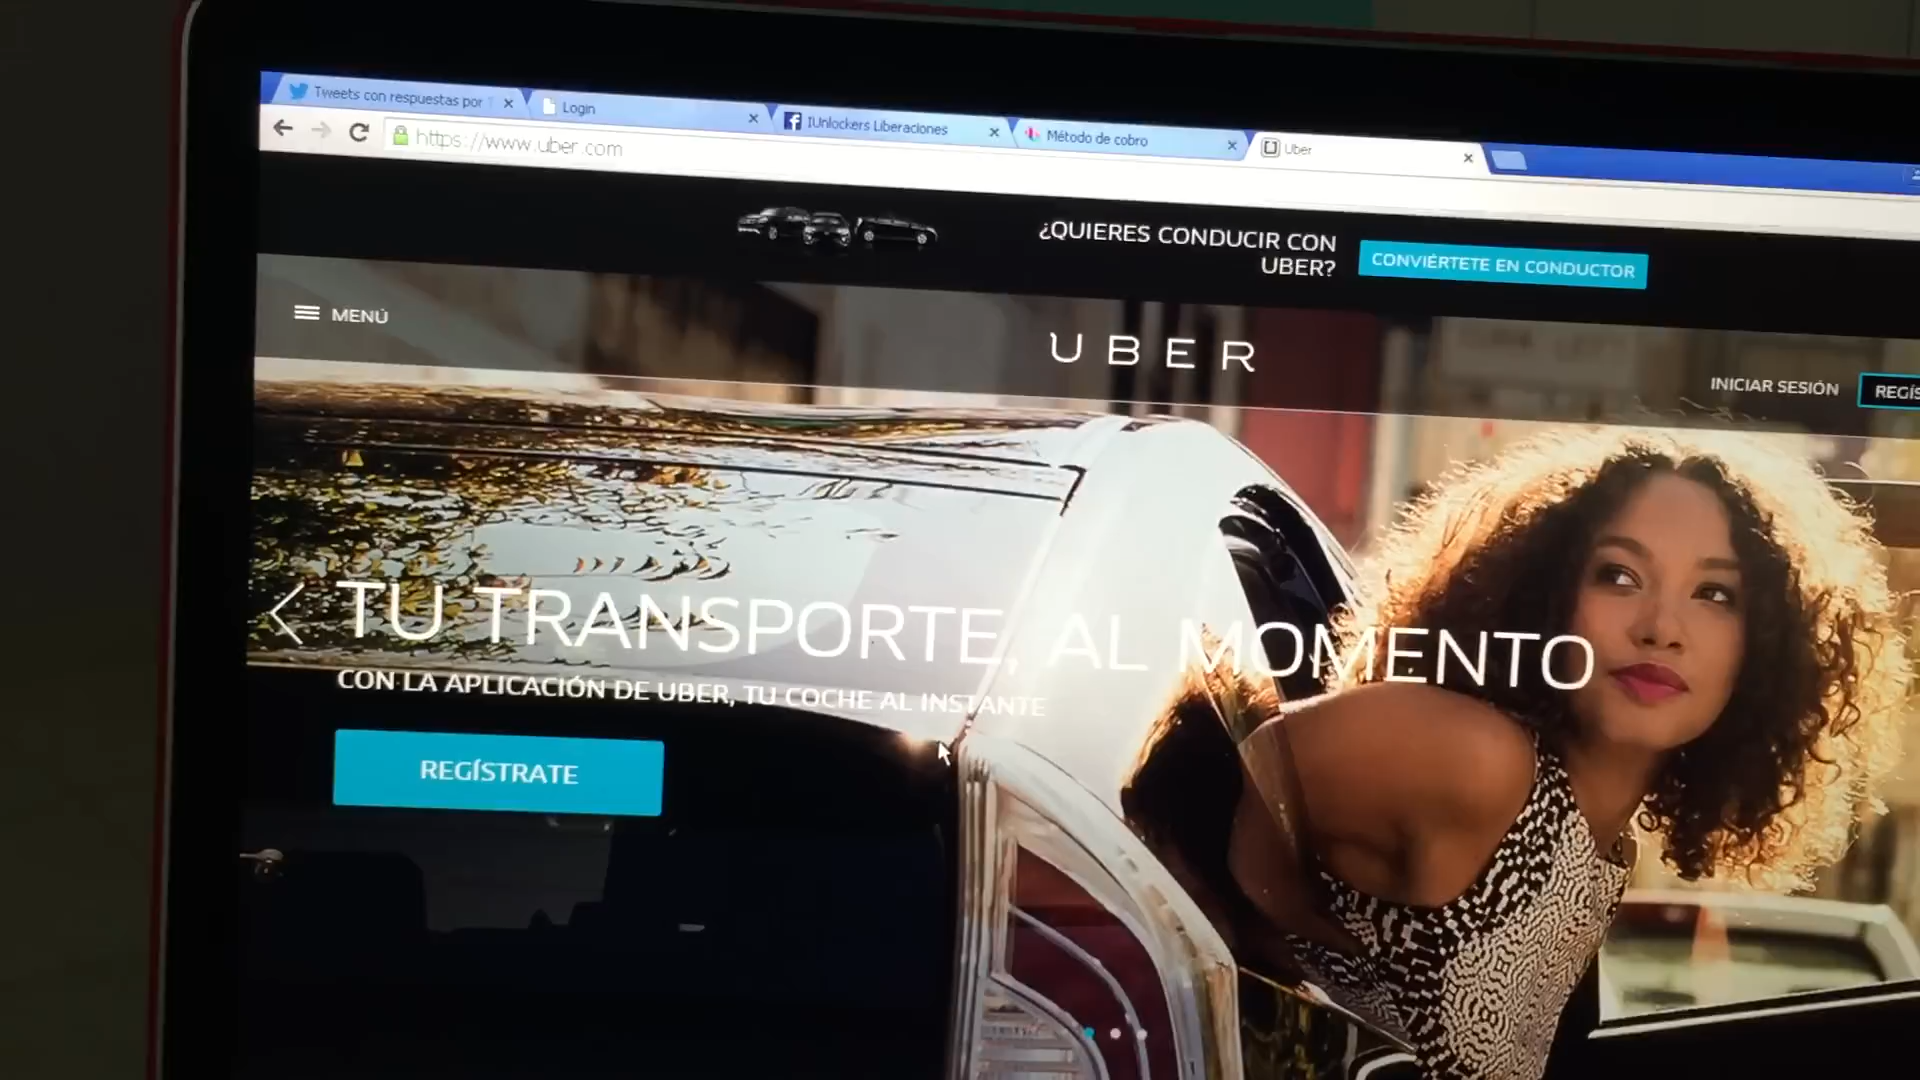 Tweets con respuestas por
Login
IUnlockers Liberaciones
Método de cobro
Uber
https://www.uber.com
¿QUIERES CONDUCIR CON
UBER?
CONVIÉRTETE EN CONDUCTOR
MENÚ
UBER
INICIAR SESIÓN
REGÍS
TU TRANSPORTE, AL MOMENTO
CON LA APLICACIÓN DE UBER, TU COCHE AL INSTANTE
REGÍSTRATE